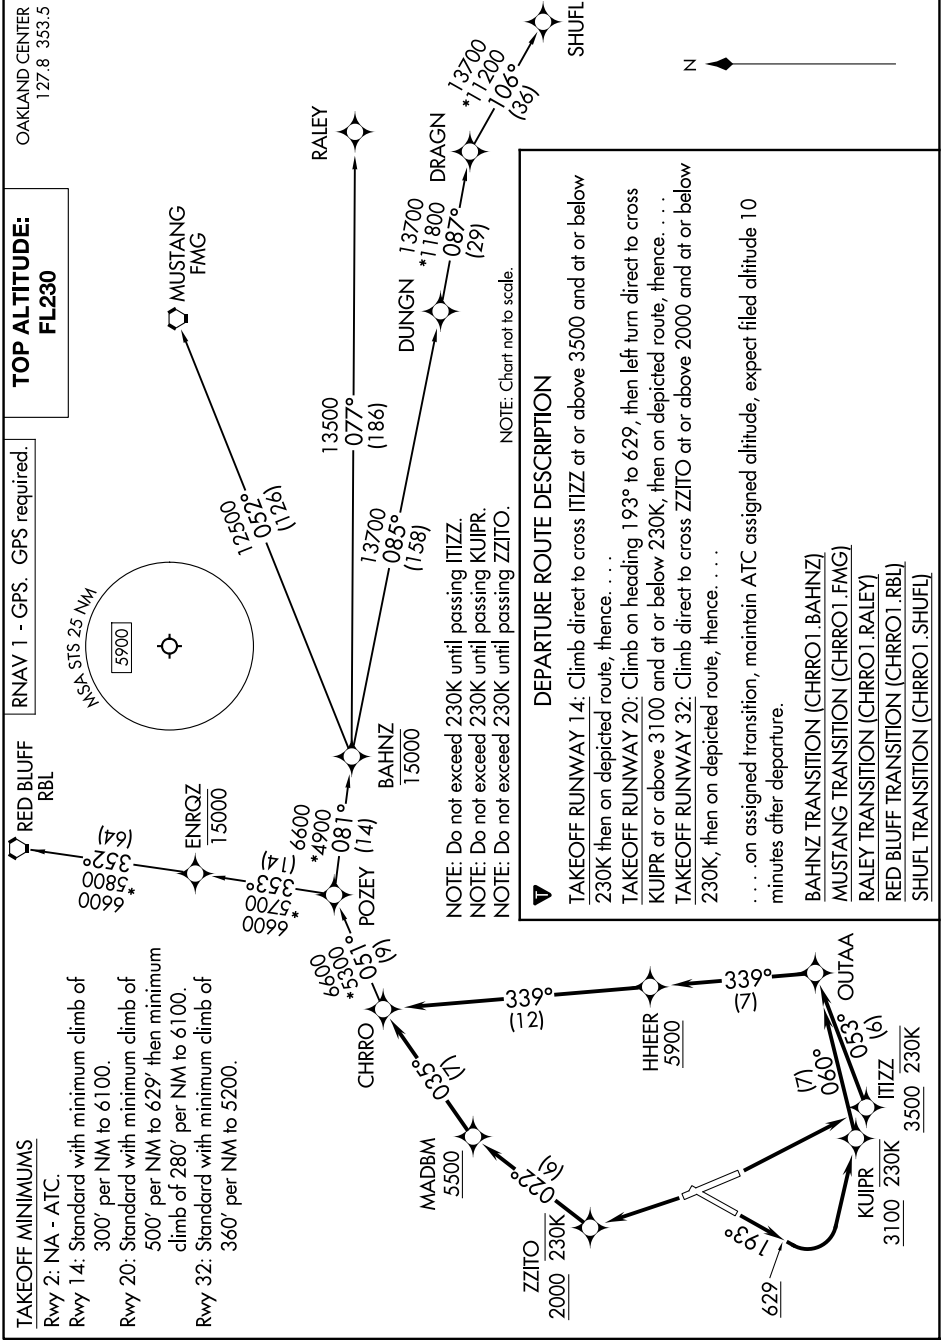 TAKEOFF MINIMUMS
Rwy 2: NA - ATC.
Rwy 14: Standard with minimum climb of
300' per NM to 6100.
Rwy 20: Standard with minimum climb of
500' per NM to 629' then minimum
climb of 280' per NM to 6100.
Rwy 32: Standard with minimum climb of
360' per NM to 5200.
RNAV 1 - GPS. GPS required.
TOP ALTITUDE:
FL230
OAKLAND CENTER
127.8 353.5
RED BLUFF
RBL
6600
*5800
352°
(64)
ENRQZ
15000
6600
*5700
353°
(14)
MSA STS 25 NM
5900
MUSTANG
FMG
12500
052°
(126)
RALEY
13500
077°
(186)
BAHNZ
15000
6600
*4900
081°
(14)
POZEY
6600
*5300
051°
(9)
CHRRO
13700
085°
(158)
DUNGN
13700
*11800
087°
(29)
DRAGN
13700
*11200
106°
(36)
SHUFL
N
035°
(7)
MADBM
5500
022°
(6)
ZZITO
2000 230K
339°
(12)
HHEER
5900
339°
(7)
OUTAA
053°
(6)
060°
(7)
ITIZZ
3500 230K
KUIPR
3100 230K
193°
629
NOTE: Do not exceed 230K until passing ITIZZ.
NOTE: Do not exceed 230K until passing KUIPR.
NOTE: Do not exceed 230K until passing ZZITO.
NOTE: Chart not to scale.
T
DEPARTURE ROUTE DESCRIPTION
TAKEOFF RUNWAY 14: Climb direct to cross ITIZZ at or above 3500 and at or below
230K then on depicted route, thence. . . .
TAKEOFF RUNWAY 20: Climb on heading 193° to 629, then left turn direct to cross
KUIPR at or above 3100 and at or below 230K, then on depicted route, thence. . . .
TAKEOFF RUNWAY 32: Climb direct to cross ZZITO at or above 2000 and at or below
230K, then on depicted route, thence. . . .
. . . .on assigned transition, maintain ATC assigned altitude, expect filed altitude 10
minutes after departure.
BAHNZ TRANSITION (CHRRO1.BAHNZ)
MUSTANG TRANSITION (CHRRO1.FMG)
RALEY TRANSITION (CHRRO1.RALEY)
RED BLUFF TRANSITION (CHRRO1.RBL)
SHUFL TRANSITION (CHRRO1.SHUFL)